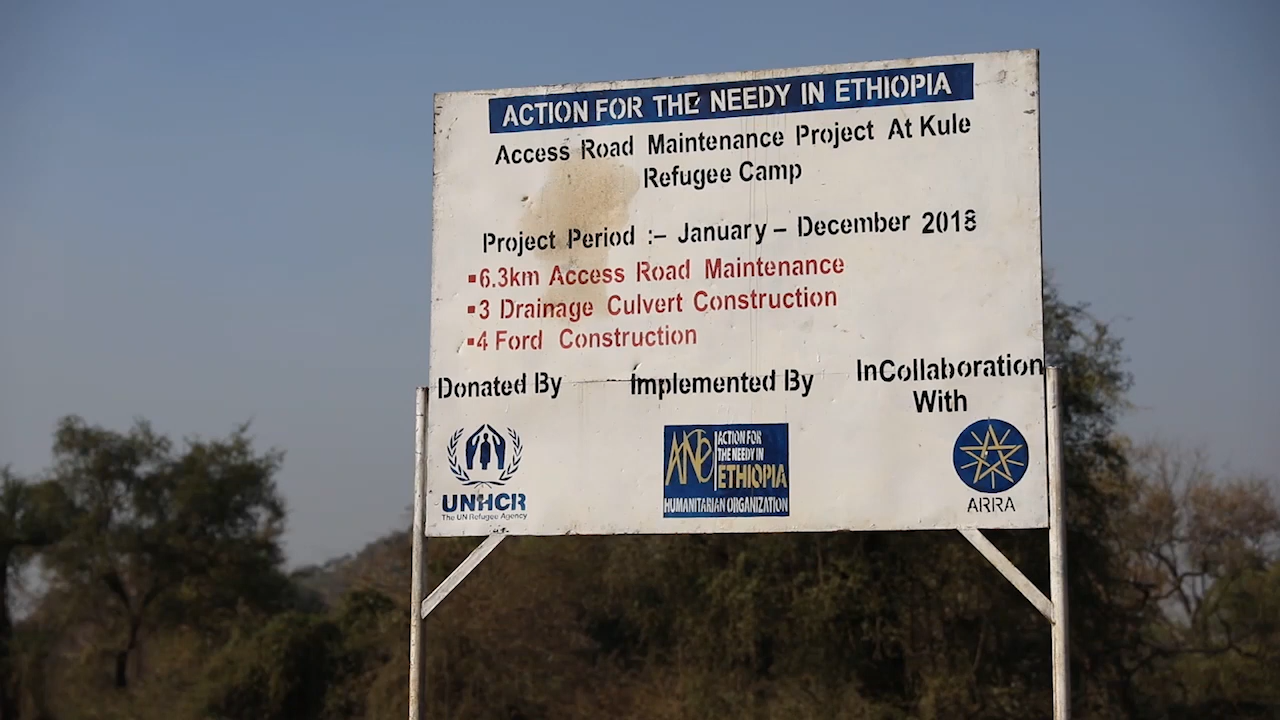 ACTION FOR THE NEEDY IN ETHIOPIA
Access Road Maintenance Project At Kule
Refugee Camp
Project Period :- January - December 2018
▪6.3km Access Road Maintenance
▪3 Drainage Culvert Construction
▪4 Ford Construction
Donated By
Implemented By
InCollaboration
With
UNHCR
The UN Refugee Agency
ANE
ACTION FOR
THE NEEDY IN
ETHIOPIA
HUMANITARIAN ORGANIZATION
ARRA